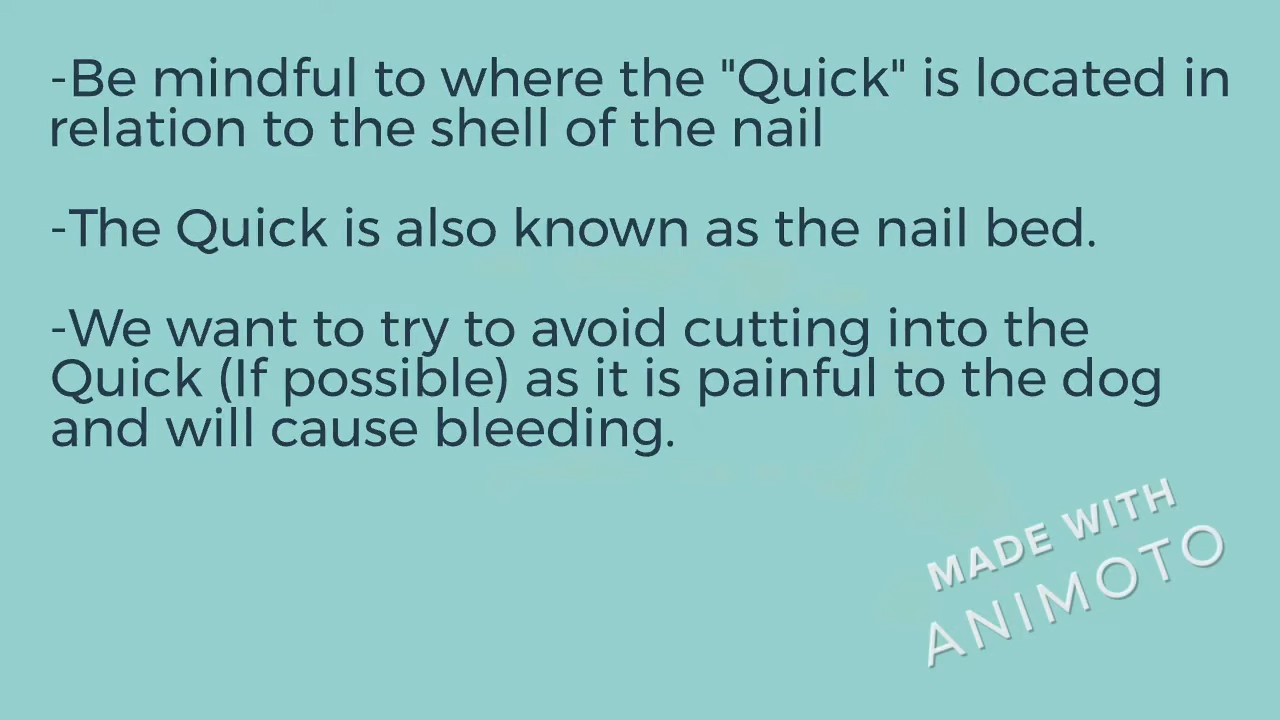 -Be mindful to where the "Quick" is located in
relation to the shell of the nail
-The Quick is also known as the nail bed.
-We want to try to avoid cutting into the
Quick (If possible) as it is painful to the dog
and will cause bleeding.
MADE WITH
ANIMOTO